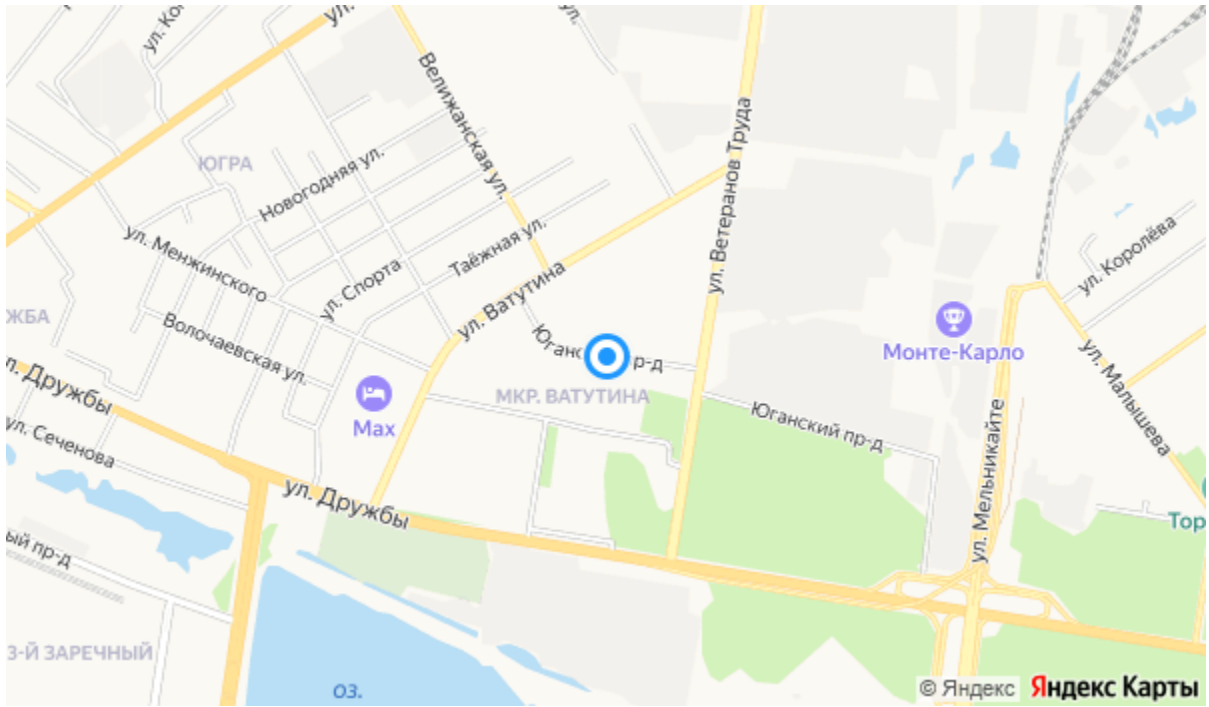 ул. Ко
ул.
Велижанская ул.
ЮГРА
Новогодняя ул.
ул. Ветеранов Труда
ул. Менжинского
Таёжная ул.
ул. Спорта
ул. Королёва
ЖБА
Волочаевская ул.
ул. Ватутина
Юганс
р-д
Монте-Карло
л. Дружбы
МКР. ВАТУТИНА
ул. Малышева
Max
Юганский пр-д
ул. Сеченова
ул. Дружбы
ул. Мельникайте
Тор
ый пр-д
3-Й ЗАРЕЧНЫЙ
оз.
© Яндекс Яндекс Карты